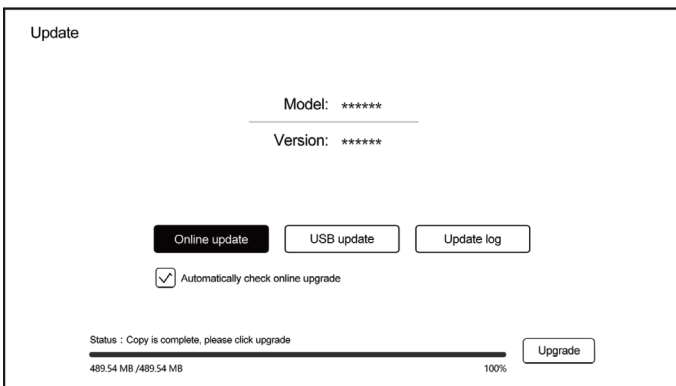 Update
Model: ******
Version: ******
Online update USB update Update log
Automatically check online upgrade
Status : Copy is complete, please click upgrade
Upgrade
489.54 MB /489.54 MB 100%